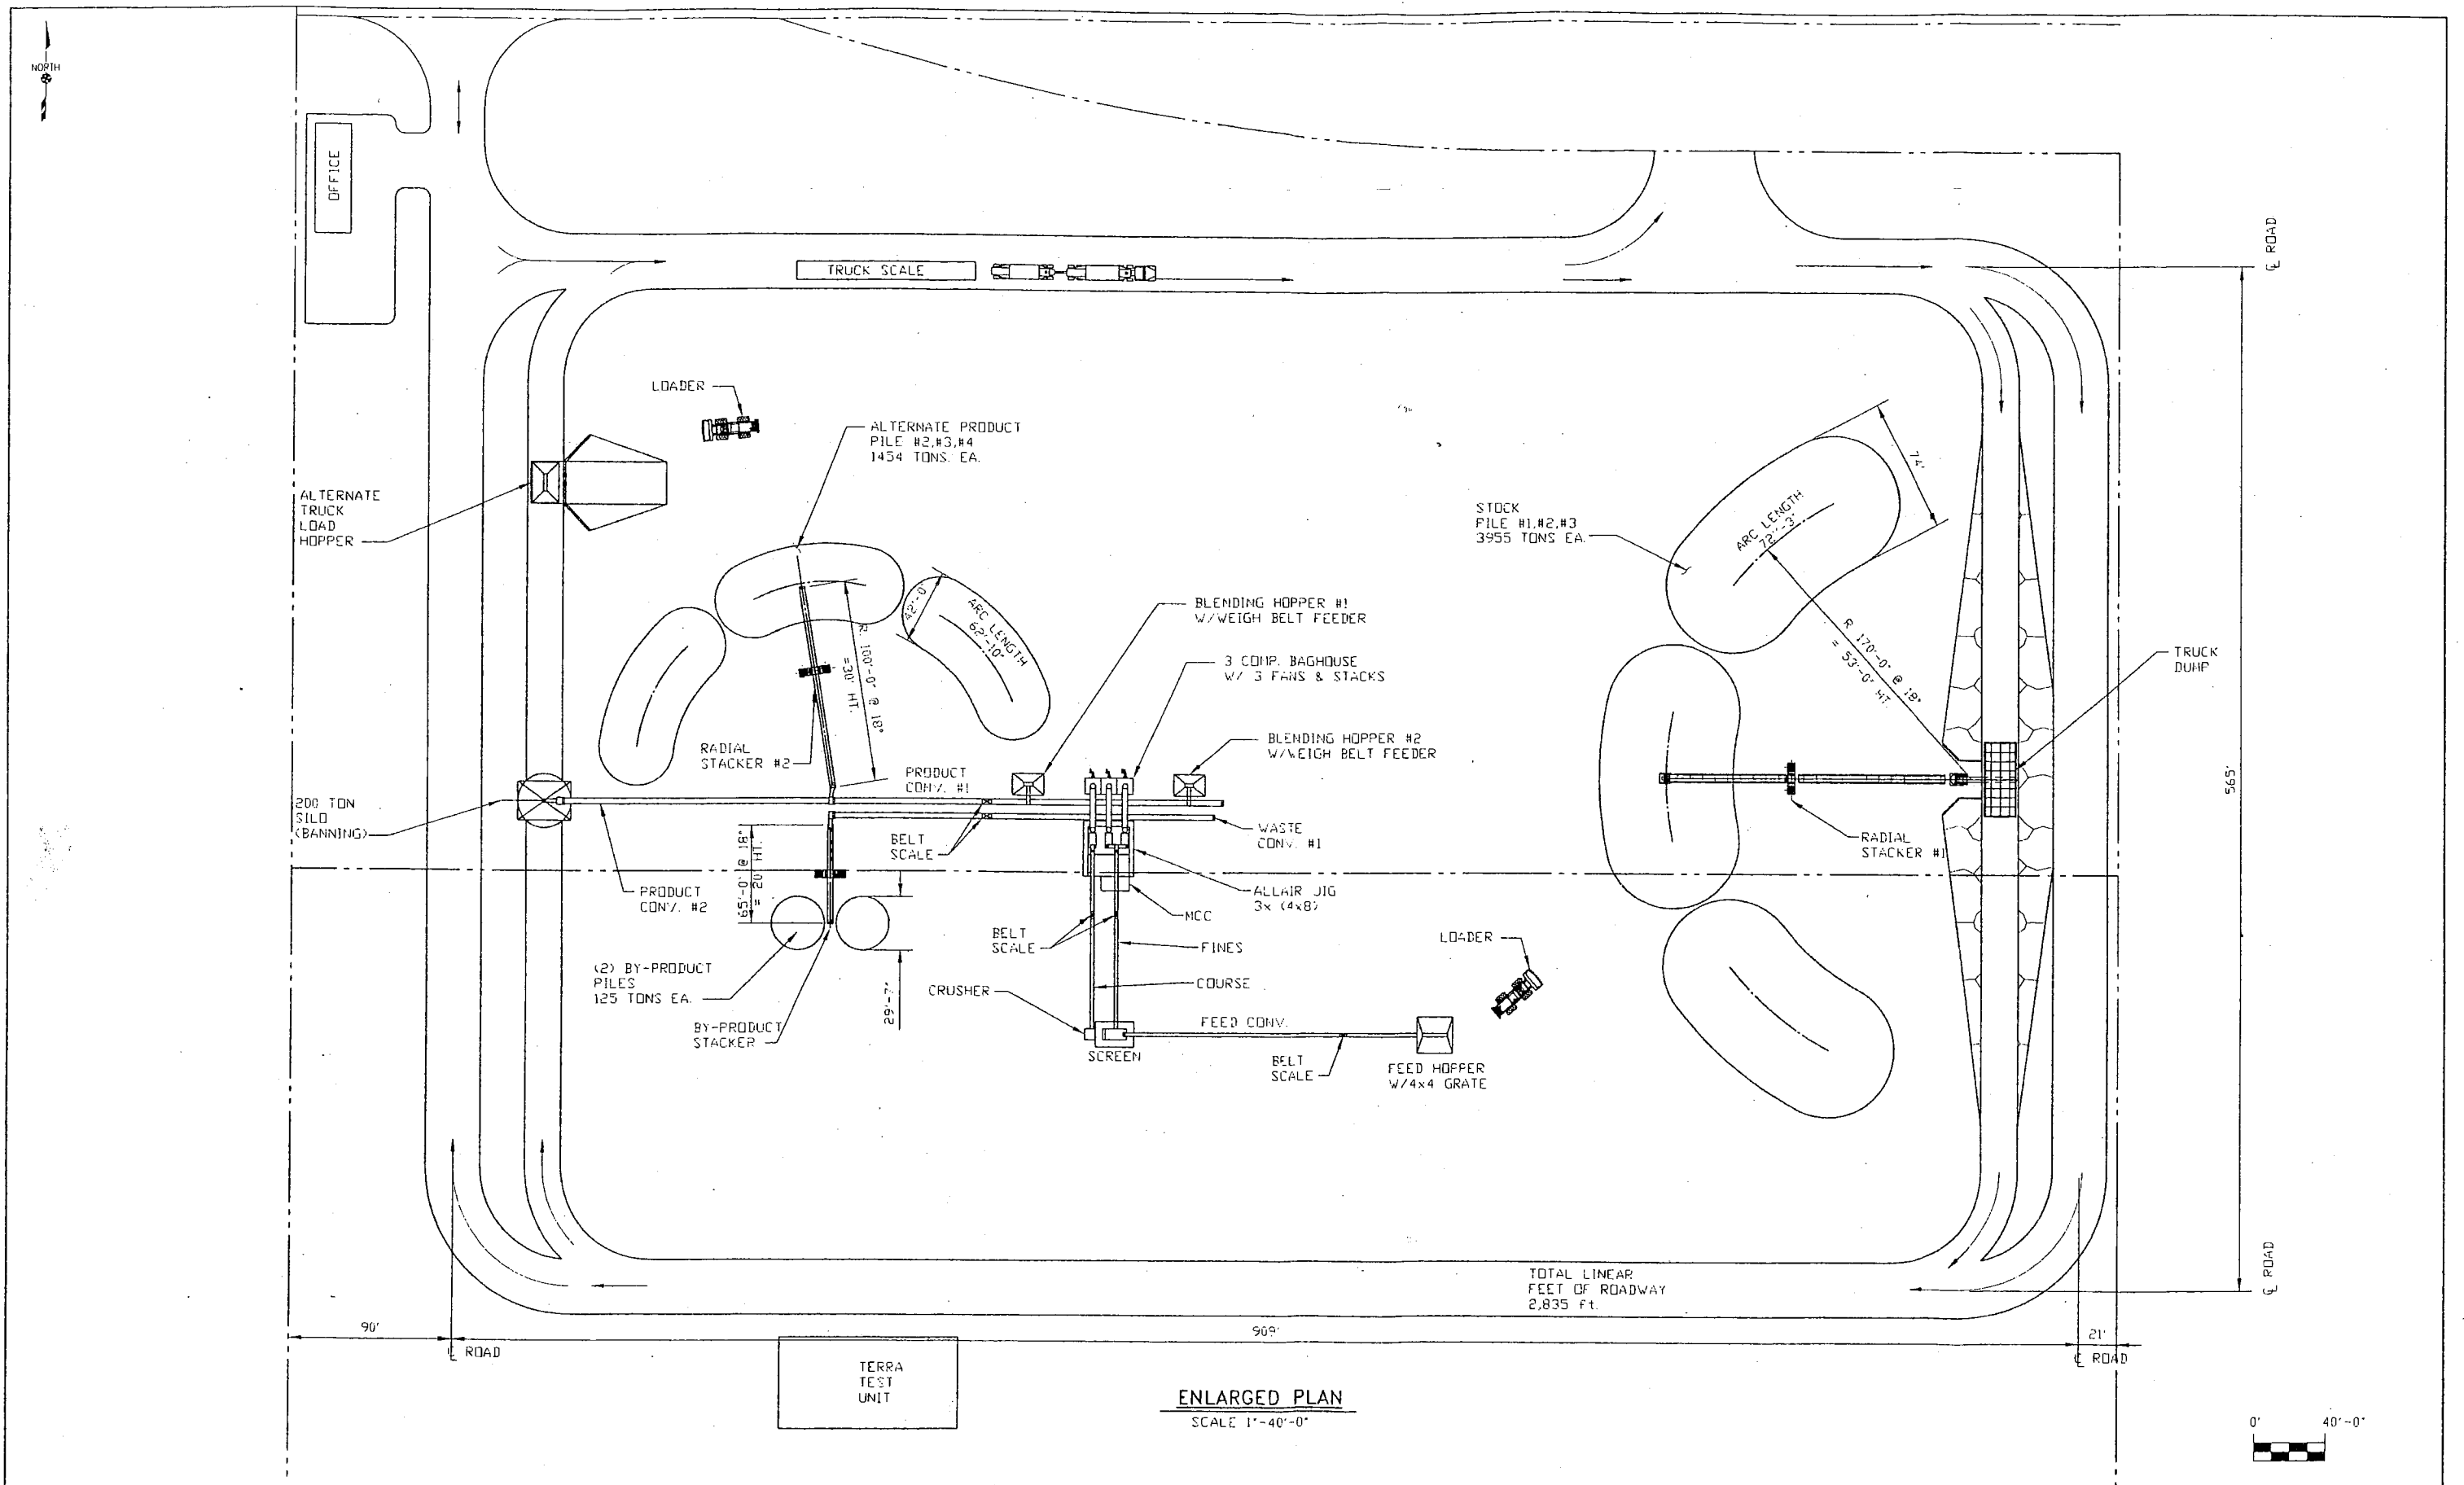 NORTH
OFFICE
TRUCK SCALE
℄ ROAD
LOADER
ALTERNATE PRODUCT
PILE #2,#3,#4
1454 TONS. EA.
74'
ARC LENGTH
72'-3"
STOCK
PILE #1,#2,#3
3955 TONS EA.
ALTERNATE
TRUCK
LOAD
HOPPER
42'-0"
ARC LENGTH
62'-10"
BLENDING HOPPER #1
W/WEIGH BELT FEEDER
R 170'-0" @ 18°
= 53'-0" HT.
TRUCK
DUMP
R. 100'-0" @ 18°
=30' HT.
3 COMP. BAGHOUSE
W/ 3 FANS & STACKS
RADIAL
STACKER #2
BLENDING HOPPER #2
W/WEIGH BELT FEEDER
PRODUCT
CONV. #1
565'
200 TON
SILO
(BANNING)
BELT
SCALE
WASTE
CONV. #1
RADIAL
STACKER #1
65'-0" @ 18°
= 20' HT.
PRODUCT
CONV. #2
ALLAIR JIG
3x (4x8)
MCC
BELT
SCALE
FINES
LOADER
(2) BY-PRODUCT
PILES
125 TONS EA.
29'-7"
CRUSHER
COURSE
BY-PRODUCT
STACKER
FEED CONV.
SCREEN
BELT
SCALE
FEED HOPPER
W/4x4 GRATE
TOTAL LINEAR
FEET OF ROADWAY
2,835 Ft.
℄ ROAD
90'
909'
21'
℄ ROAD
℄ ROAD
TERRA
TEST
UNIT
ENLARGED PLAN
SCALE 1"-40'-0"
0' 40'-0"